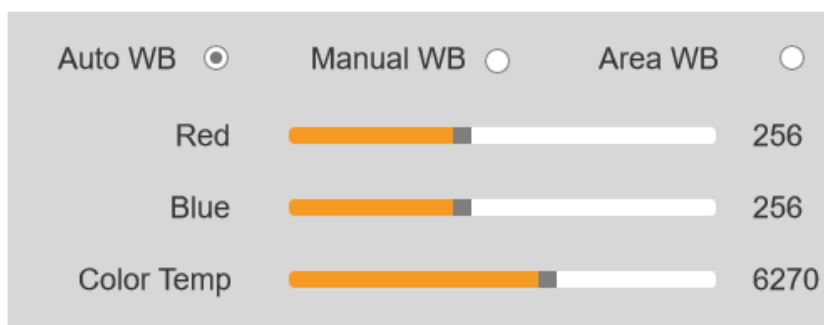 Auto WB Manual WB Area WB
Red 256
Blue 256
Color Temp 6270